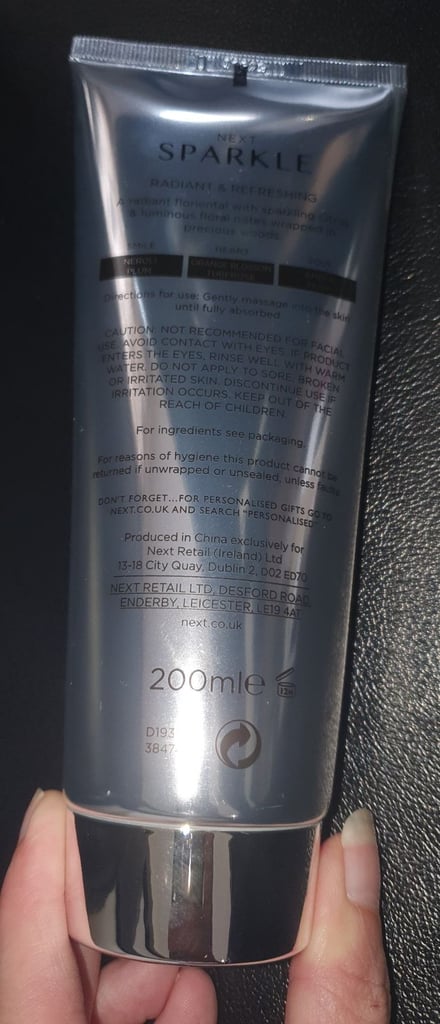 NEXT
SPARKLE
RADIANT & REFRESHING
A radiant floriental with sparkling citrus
& luminous floral notes wrapped in
precious woods.
SMILE HEART
NEROLI ORANGE BLOSSOM
PLUM TUBEROSE
Directions for use: Gently massage into the skin
until fully absorbed
CAUTION: NOT RECOMMENDED FOR FACIAL
USE. AVOID CONTACT WITH EYES. IF PRODUCT
ENTERS THE EYES, RINSE WELL WITH WARM
WATER. DO NOT APPLY TO SORE, BROKEN
OR IRRITATED SKIN. DISCONTINUE USE IF
IRRITATION OCCURS. KEEP OUT OF THE
REACH OF CHILDREN.
For ingredients see packaging.
For reasons of hygiene this product cannot be
returned if unwrapped or unsealed, unless faulty.
DON'T FORGET...FOR PERSONALISED GIFTS GO TO
NEXT.CO.UK AND SEARCH "PERSONALISED"
Produced in China exclusively for
Next Retail (Ireland) Ltd
13-18 City Quay, Dublin 2, D02 ED70
NEXT RETAIL LTD, DESFORD ROAD,
ENDERBY, LEICESTER, LE19 4AT
next.co.uk
200ml℮ 12M
D193
3847